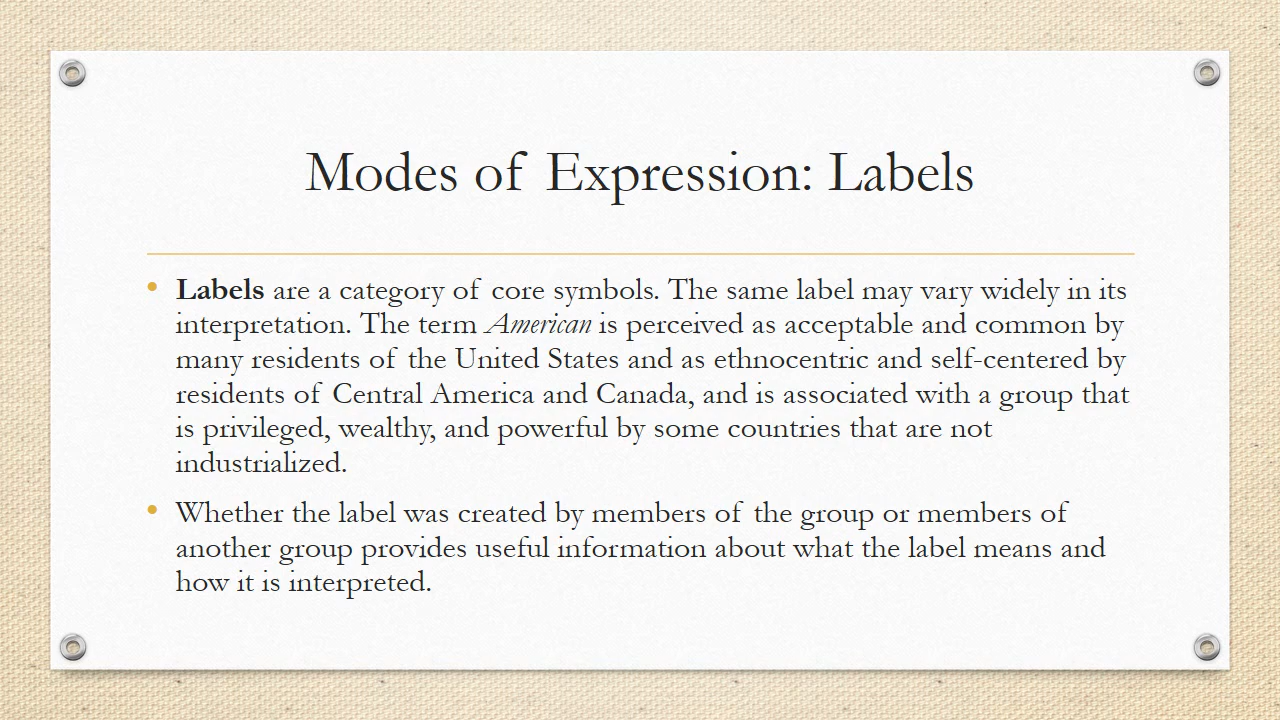 Modes of Expression: Labels
• Labels are a category of core symbols. The same label may vary widely in its
interpretation. The term American is perceived as acceptable and common by
many residents of the United States and as ethnocentric and self-centered by
residents of Central America and Canada, and is associated with a group that
is privileged, wealthy, and powerful by some countries that are not
industrialized.
• Whether the label was created by members of the group or members of
another group provides useful information about what the label means and
how it is interpreted.